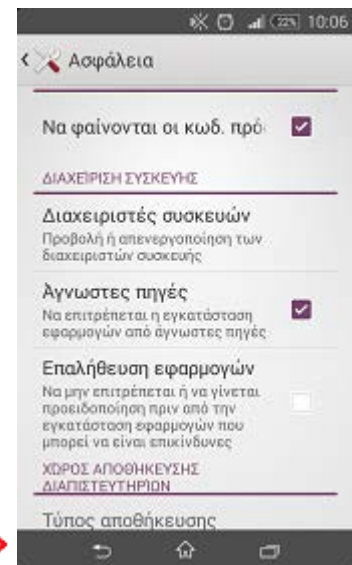 22% 10:06
Ασφάλεια
Να φαίνονται οι κωδ. πρό
ΔΙΑΧΕΙΡΙΣΗ ΣΥΣΚΕΥΗΣ
Διαχειριστές συσκευών
Προβολή ή απενεργοποίηση των
διαχειριστών συσκευής
Άγνωστες πηγές
Να επιτρέπεται η εγκατάσταση
εφαρμογών από άγνωστες πηγές
Επαλήθευση εφαρμογών
Να μην επιτρέπεται ή να γίνεται
προειδοποίηση πριν από την
εγκατάσταση εφαρμογών που
μπορεί να είναι επικίνδυνες
ΧΩΡΟΣ ΑΠΟΘΗΚΕΥΣΗΣ
ΔΙΑΠΙΣΤΕΥΤΗΡΙΩΝ
Τύπος αποθήκευσης